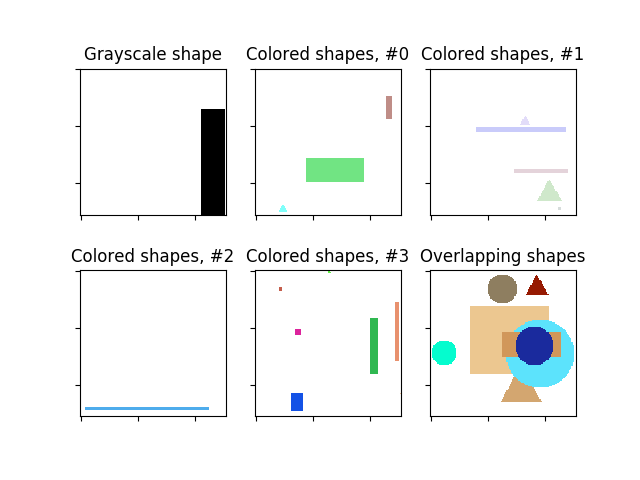 Grayscale shape
Colored shapes, #0
Colored shapes, #1
Colored shapes, #2
Colored shapes, #3
Overlapping shapes